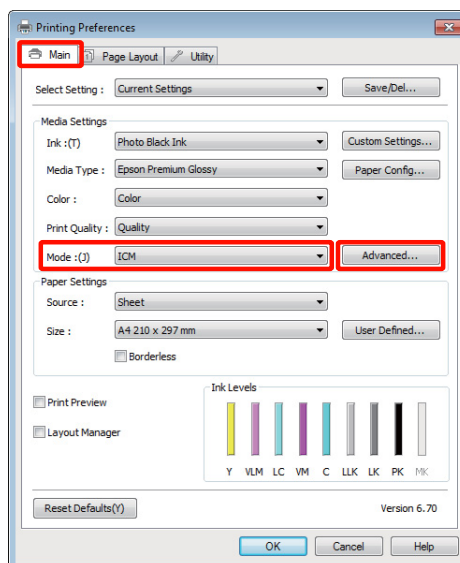 Printing Preferences
Main Page Layout Utility
Select Setting : Current Settings Save/Del...
Media Settings
Ink :(T) Photo Black Ink Custom Settings...
Media Type : Epson Premium Glossy Paper Config...
Color : Color
Print Quality : Quality
Mode :(J) ICM Advanced...
Paper Settings
Source : Sheet
Size : A4 210 x 297 mm User Defined...
Borderless
Ink Levels
Print Preview
Layout Manager
Y VLM LC VM C LLK LK PK MK
Reset Defaults(Y) Version 6.70
OK Cancel Help